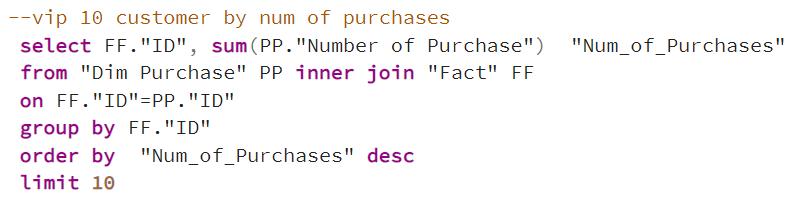 --vip 10 customer by num of purchases
select FF."ID", sum(PP."Number of Purchase")  "Num_of_Purchases"
from "Dim Purchase" PP inner join "Fact" FF
on FF."ID"=PP."ID"
group by FF."ID"
order by  "Num_of_Purchases" desc
limit 10